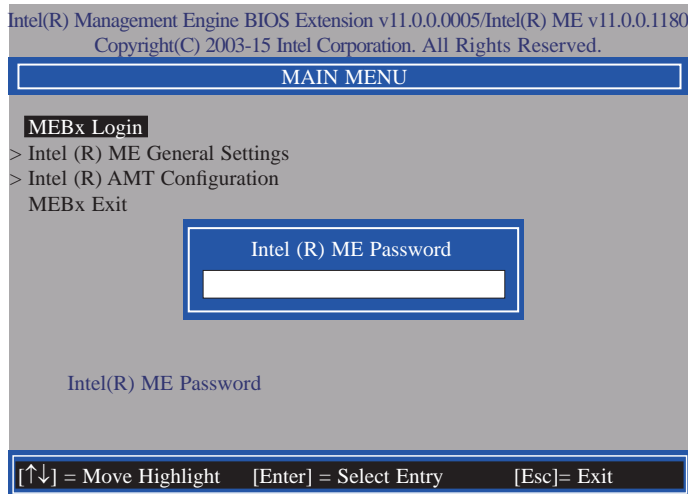 Intel(R) Management Engine BIOS Extension v11.0.0.0005/Intel(R) ME v11.0.0.1180
Copyright(C) 2003-15 Intel Corporation. All Rights Reserved.
MAIN MENU
MEBx Login
> Intel (R) ME General Settings
> Intel (R) AMT Configuration
MEBx Exit
Intel (R) ME Password
Intel(R) ME Password
[↑↓] = Move Highlight [Enter] = Select Entry [Esc]= Exit